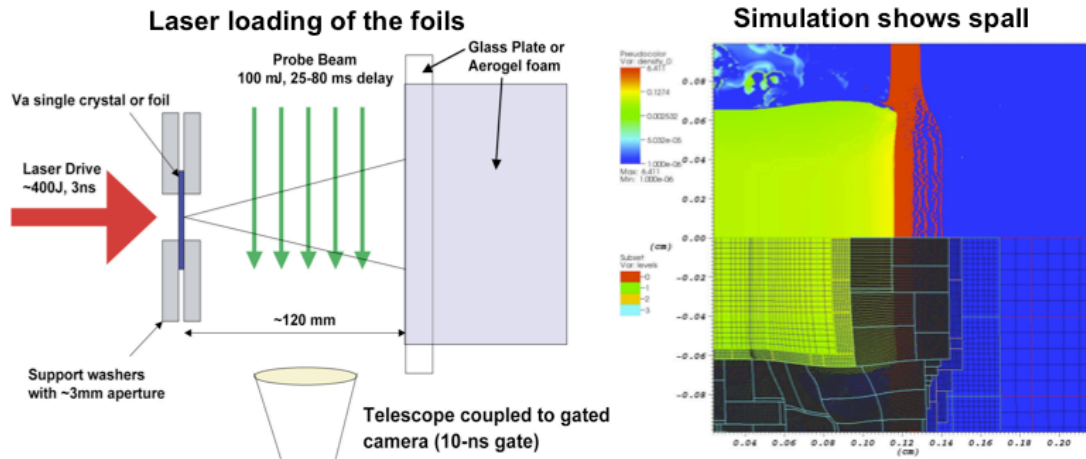 Laser loading of the foils
Probe Beam
100 mJ, 25-80 ms delay
Glass Plate or
Aerogel foam
Va single crystal or foil
Laser Drive
~400J, 3ns
~120 mm
Support washers
with ~3mm aperture
Telescope coupled to gated
camera (10-ns gate)
Simulation shows spall
Pseudocolor
Var: density_0
6.411
0.1274
0.002532
5.032e-05
1.000e-06
Max: 6.411
Min: 1.000e-06
Subset
Var: levels
0
1
2
3
0.08
0.06
0.04
0.02
0.00
(cm)
-0.02
-0.04
-0.06
-0.08
0.04 0.06 0.08 0.10 0.12 0.14 0.16 0.18 0.20
(cm)